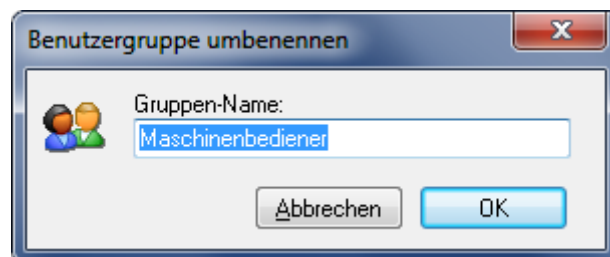 Benutzergruppe umbenennen
Gruppen-Name:
Maschinenbediener
Abbrechen OK